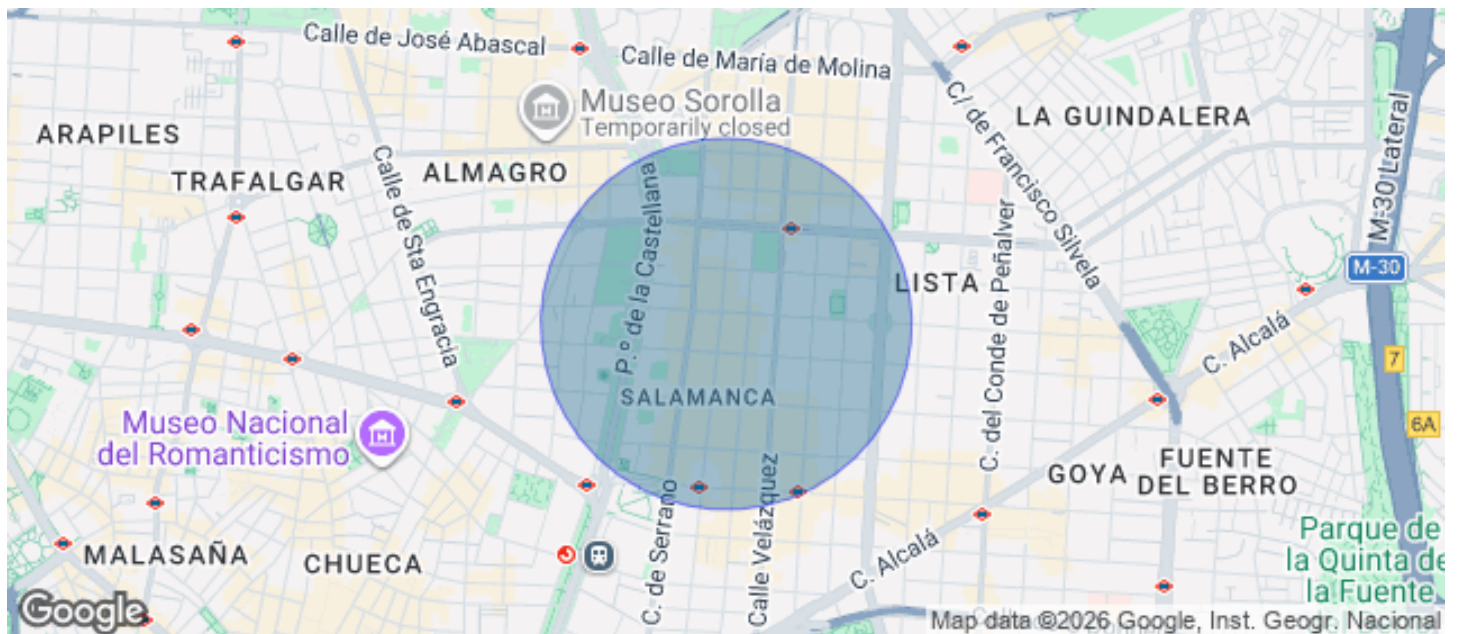 Calle de José Abascal
Calle de María de Molina
Museo Sorolla
Temporarily closed
C/ de Francisco Silvela
LA GUINDALERA
M-30 Lateral
ARAPILES
TRAFALGAR
Calle de Sta Engracia
ALMAGRO
P.º de la Castellana
C. del Conde de Peñalver
LISTA
M-30
C. Alcalá
7
6A
SALAMANCA
Museo Nacional
del Romanticismo
GOYA
FUENTE
DEL BERRO
C. de Serrano
Calle Velázquez
C. Alcalá
MALASAÑA
CHUECA
Parque de
la Quinta de
la Fuente
Google
Map data ©2026 Google, Inst. Geogr. Nacional